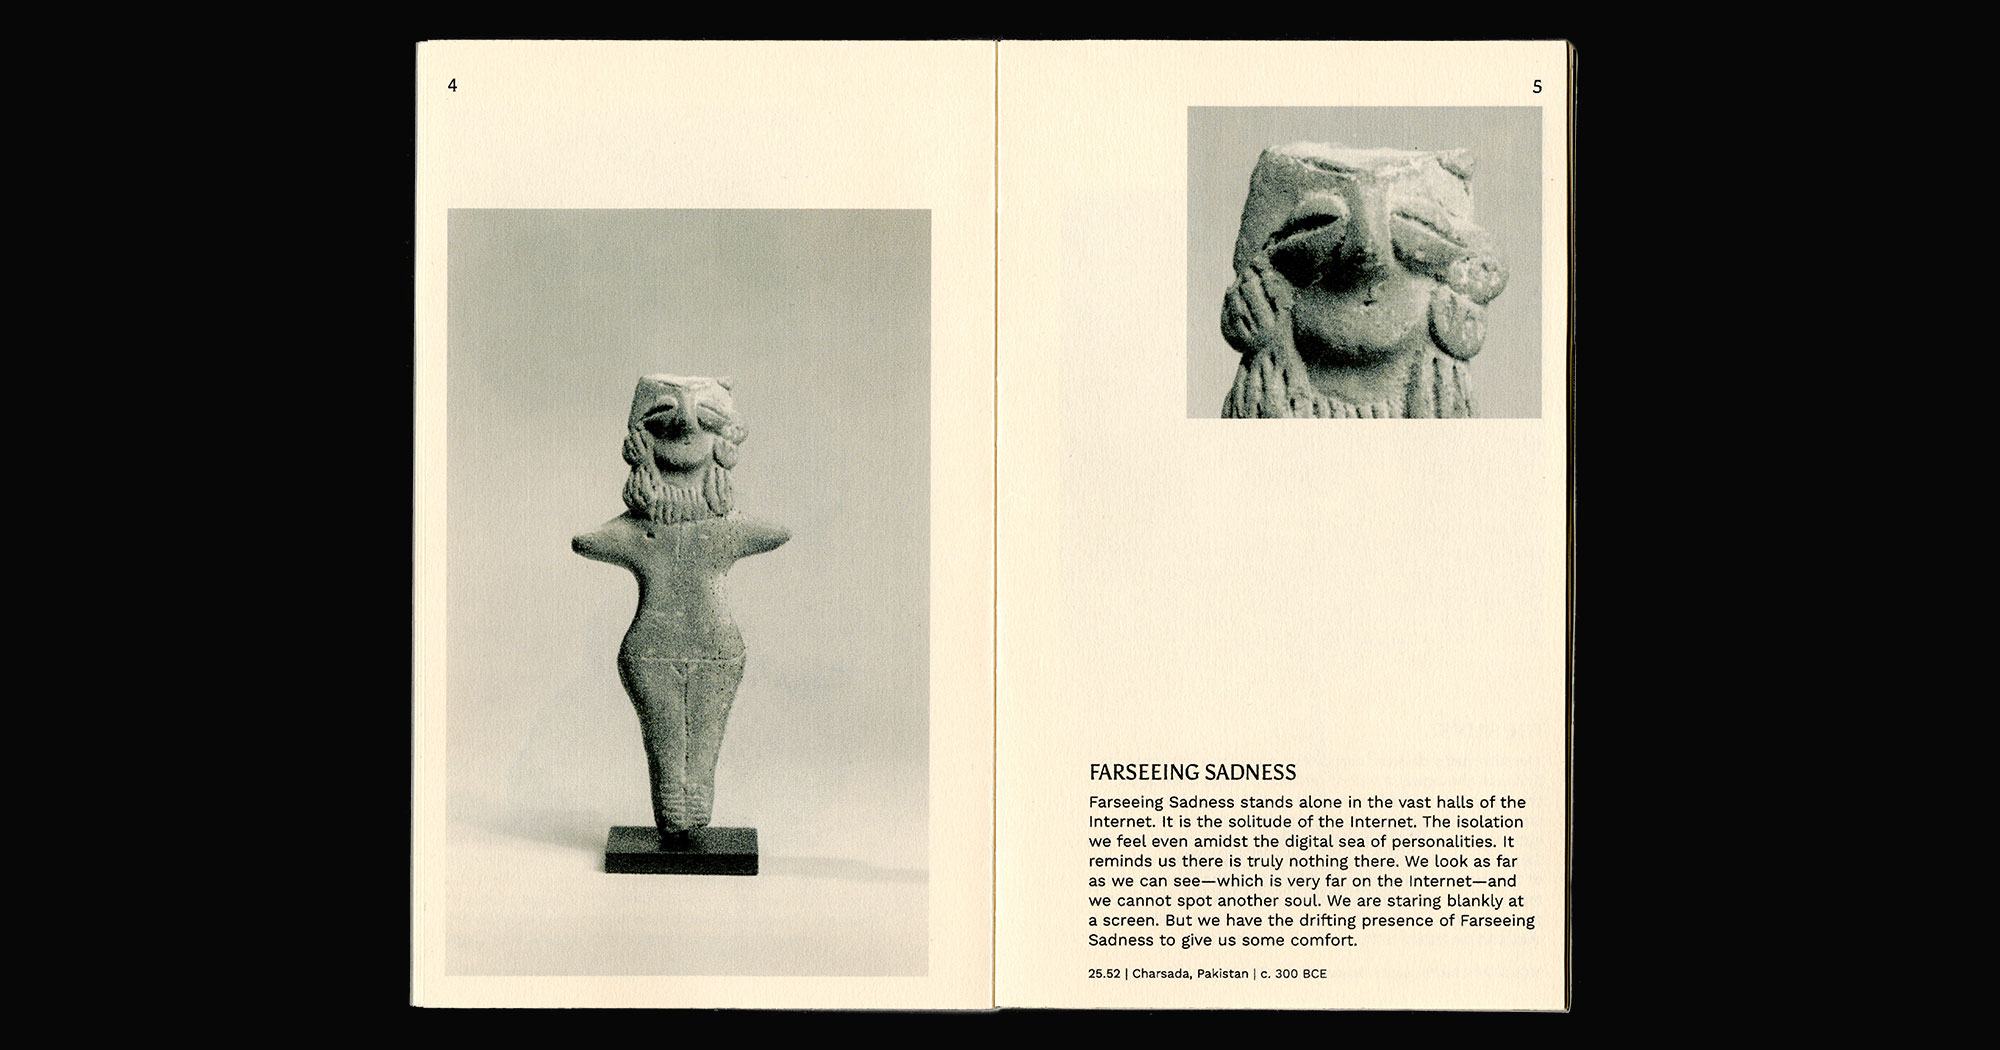 4
5
FARSEEING SADNESS
Farseeing Sadness stands alone in the vast halls of the
Internet. It is the solitude of the Internet. The isolation
we feel even amidst the digital sea of personalities. It
reminds us there is truly nothing there. We look as far
as we can see—which is very far on the Internet—and
we cannot spot another soul. We are staring blankly at
a screen. But we have the drifting presence of Farseeing
Sadness to give us some comfort.
25.52 | Charsada, Pakistan | c. 300 BCE